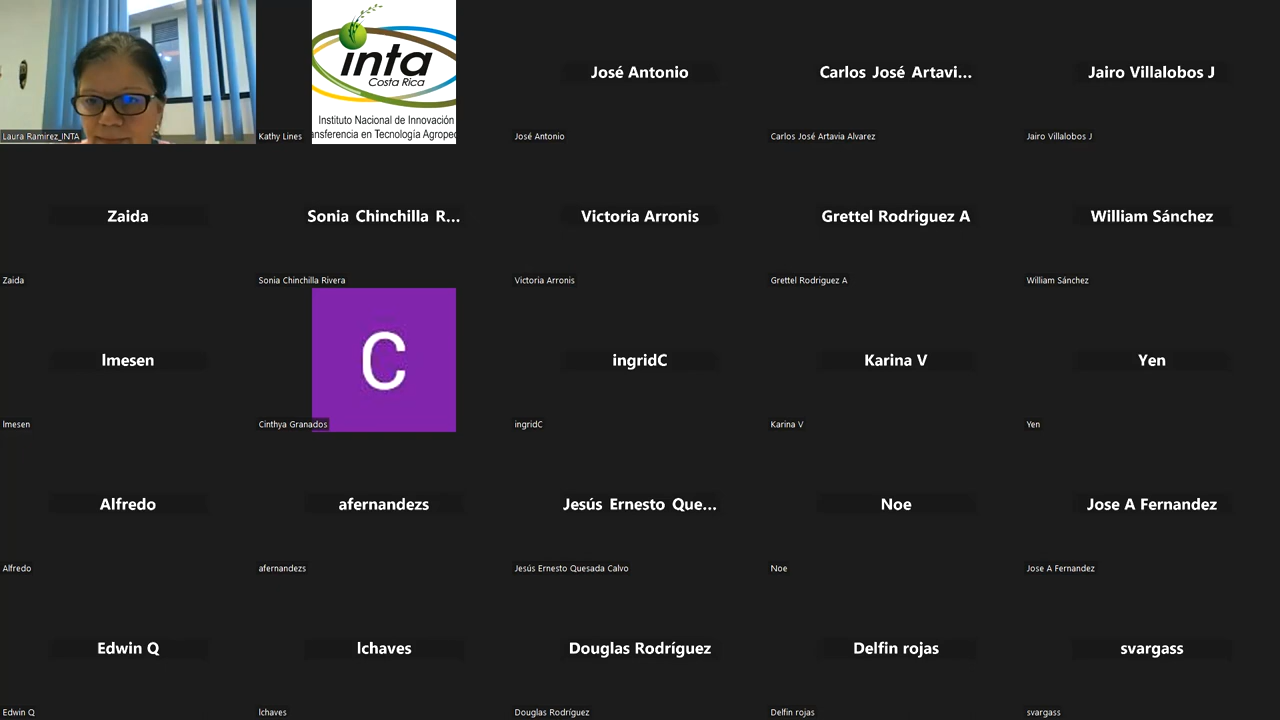 Laura Ramirez_INTA
inta
Costa Rica
Instituto Nacional de Innovación
Transferencia en Tecnología Agropec
Kathy Lines
José Antonio
José Antonio
Carlos José Artavi...
Carlos José Artavia Alvarez
Jairo Villalobos J
Jairo Villalobos J
Zaida
Zaida
Sonia Chinchilla R...
Sonia Chinchilla Rivera
Victoria Arronis
Victoria Arronis
Grettel Rodriguez A
Grettel Rodriguez A
William Sánchez
William Sánchez
lmesen
lmesen
C
Cinthya Granados
ingridC
ingridC
Karina V
Karina V
Yen
Yen
Alfredo
Alfredo
afernandezs
afernandezs
Jesús Ernesto Que...
Jesús Ernesto Quesada Calvo
Noe
Noe
Jose A Fernandez
Jose A Fernandez
Edwin Q
Edwin Q
lchaves
lchaves
Douglas Rodríguez
Douglas Rodríguez
Delfin rojas
Delfin rojas
svargass
svargass